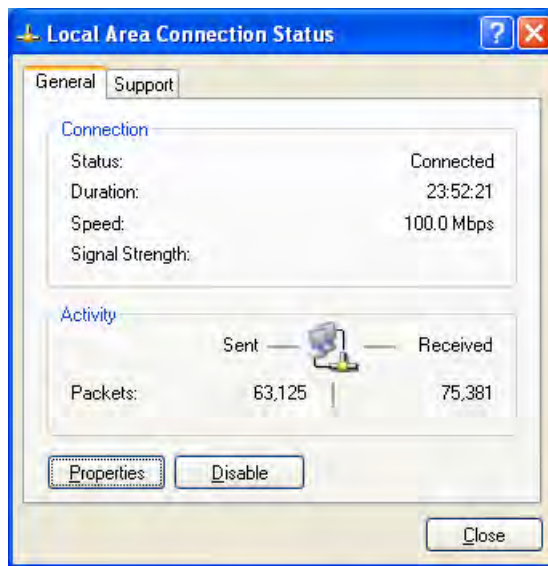 Local Area Connection Status
General Support
Connection
Status: Connected
Duration: 23:52:21
Speed: 100.0 Mbps
Signal Strength:
Activity
Sent Received
Packets: 63,125 75,381
Properties Disable
Close